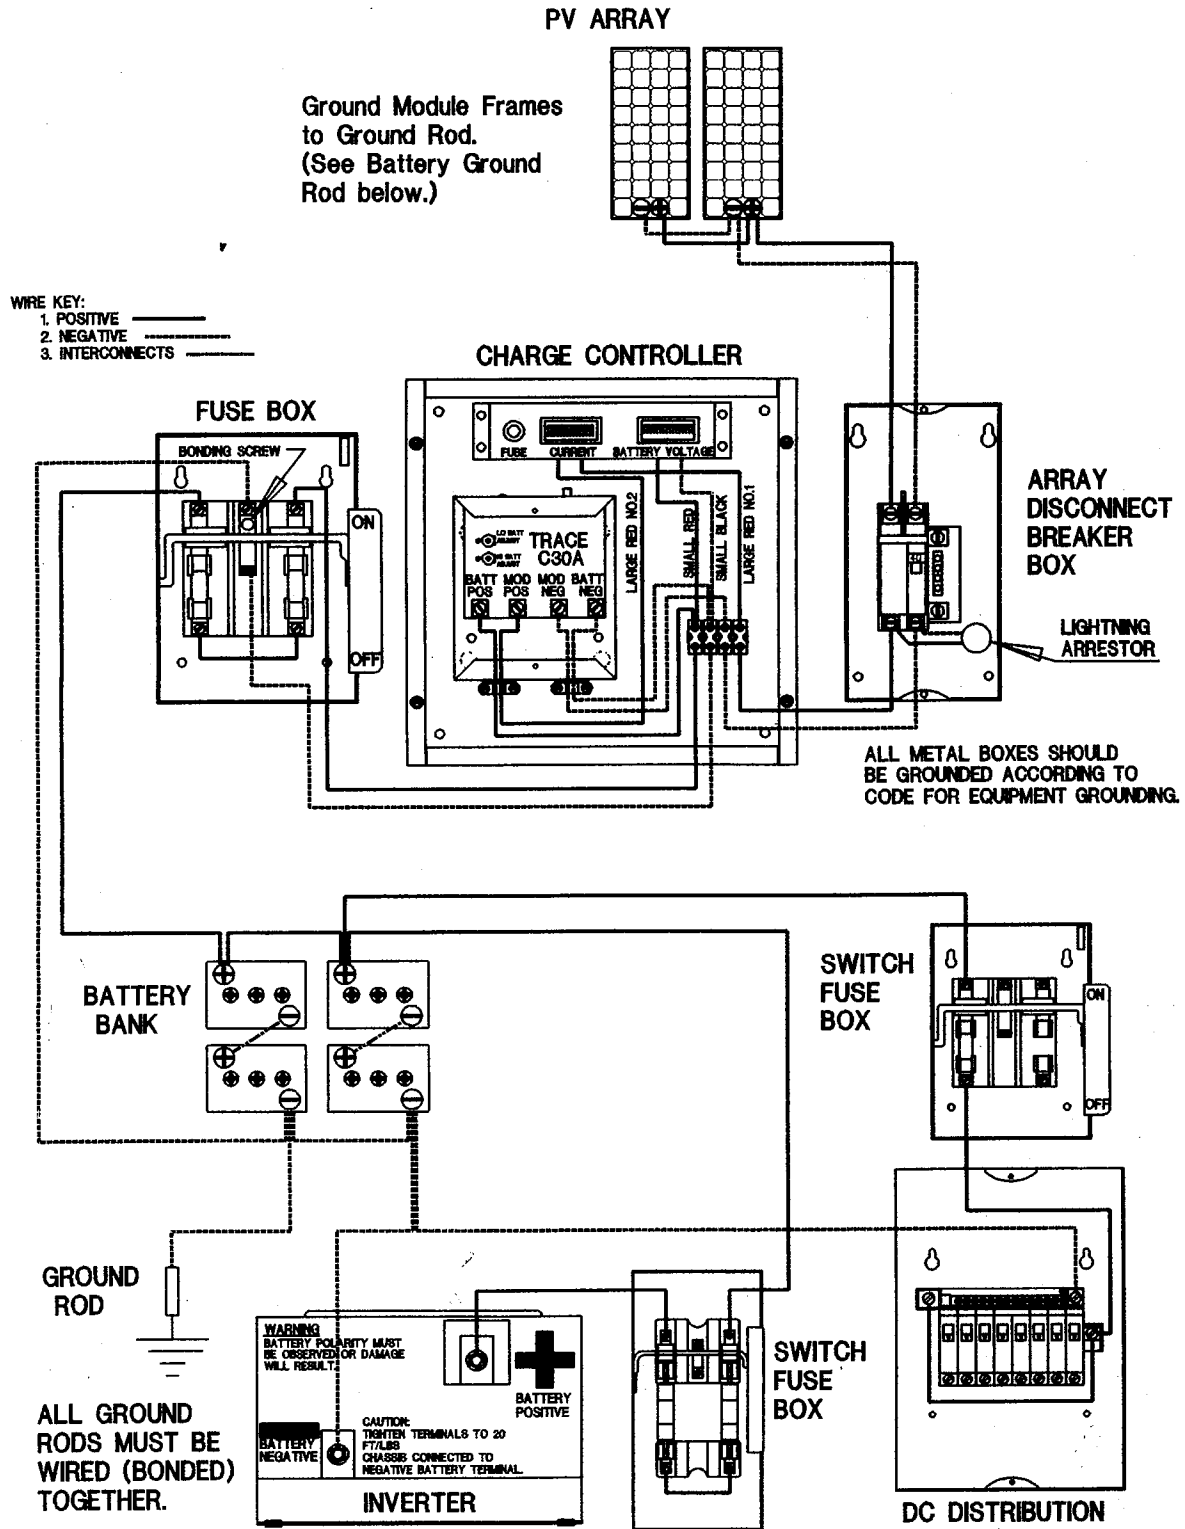 PV ARRAY
Ground Module Frames
to Ground Rod.
(See Battery Ground
Rod below.)
WIRE KEY:
1. POSITIVE
2. NEGATIVE
3. INTERCONNECTS
CHARGE CONTROLLER
FUSE BOX
BONDING SCREW
ON
OFF
FUSE
CURRENT
BATTERY VOLTAGE
LO BATT
ADJUST
HI BATT
ADJUST
TRACE
C30A
BATT
POS
MOD
POS
MOD
NEG
BATT
NEG
LARGE RED NO.2
SMALL RED
SMALL BLACK
LARGE RED NO.1
ARRAY
DISCONNECT
BREAKER
BOX
LIGHTNING
ARRESTOR
ALL METAL BOXES SHOULD
BE GROUNDED ACCORDING TO
CODE FOR EQUIPMENT GROUNDING.
BATTERY
BANK
SWITCH
FUSE
BOX
ON
OFF
GROUND
ROD
ALL GROUND
RODS MUST BE
WIRED (BONDED)
TOGETHER.
WARNING
BATTERY POLARITY MUST
BE OBSERVED OR DAMAGE
WILL RESULT.
BATTERY
POSITIVE
BATTERY
NEGATIVE
CAUTION:
TIGHTEN TERMINALS TO 20
FT/LBS
CHASSIS CONNECTED TO
NEGATIVE BATTERY TERMINAL.
INVERTER
SWITCH
FUSE
BOX
DC DISTRIBUTION